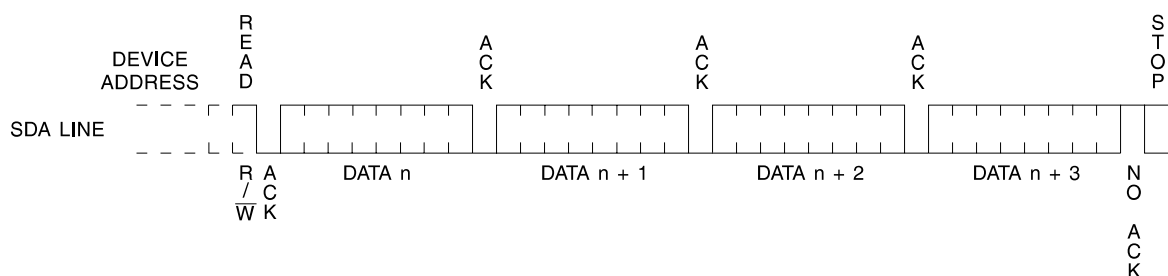 READ
ACK
ACK
ACK
STOP
DEVICE
ADDRESS
SDA LINE
R/W
ACK
DATA n
DATA n + 1
DATA n + 2
DATA n + 3
NO ACK